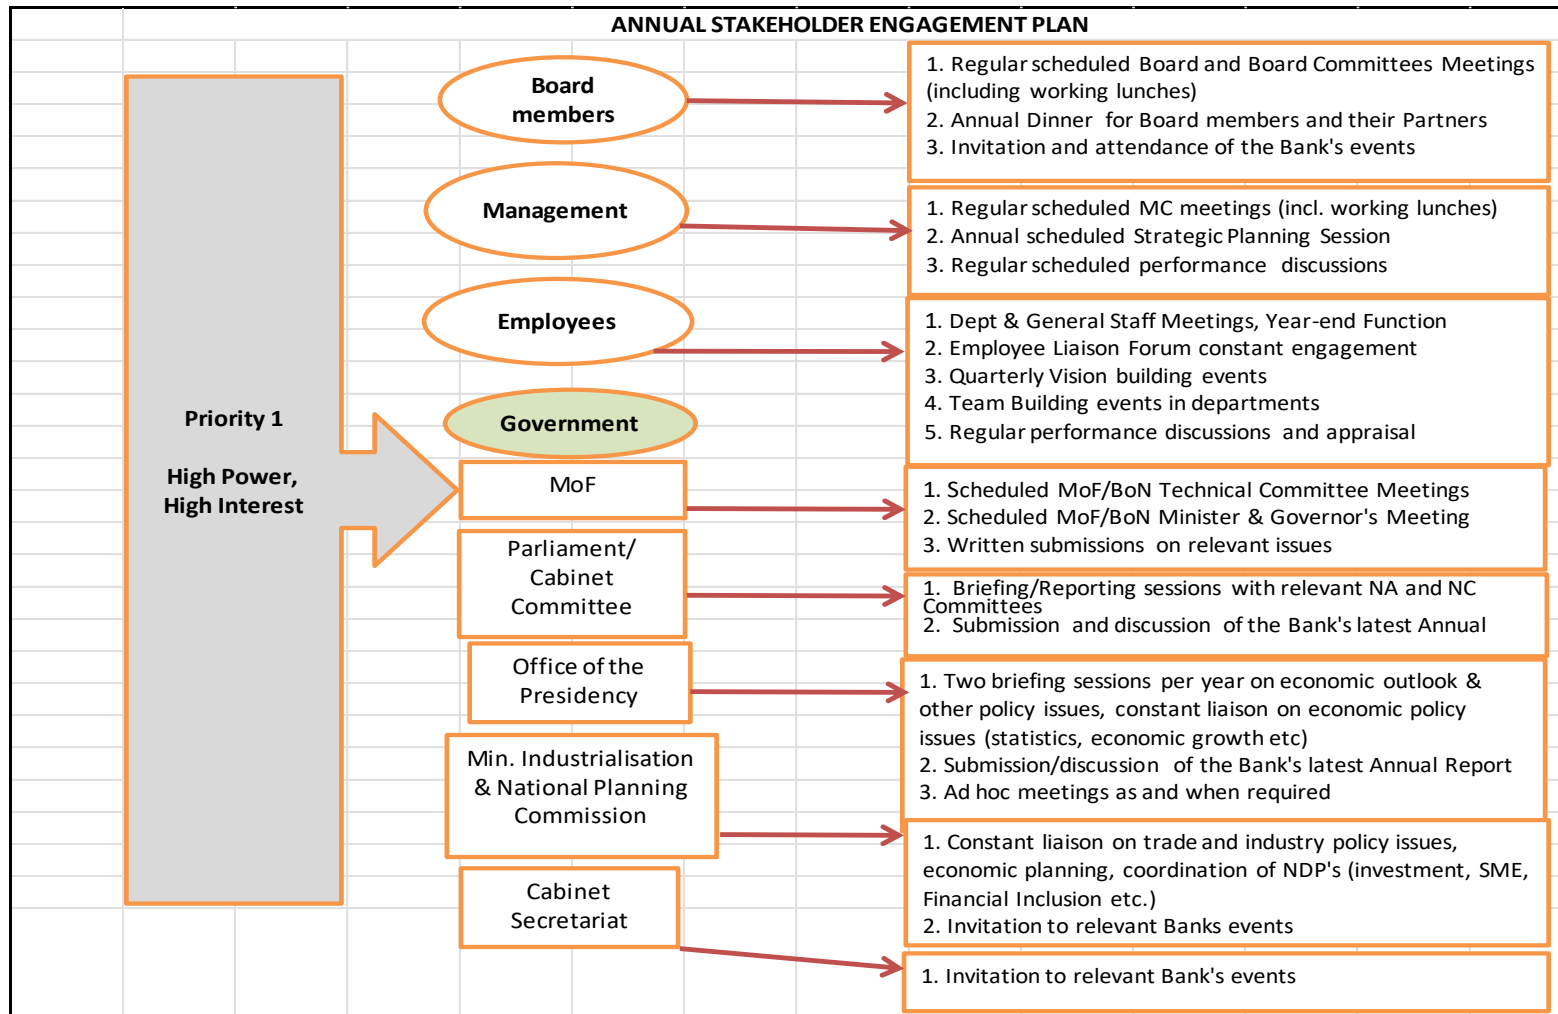 ANNUAL STAKEHOLDER ENGAGEMENT PLAN
Priority 1
High Power,
High Interest
Board
members
1. Regular scheduled Board and Board Committees Meetings
(including working lunches)
2. Annual Dinner for Board members and their Partners
3. Invitation and attendance of the Bank's events
Management
1. Regular scheduled MC meetings (incl. working lunches)
2. Annual scheduled Strategic Planning Session
3. Regular scheduled performance discussions
Employees
1. Dept & General Staff Meetings, Year-end Function
2. Employee Liaison Forum constant engagement
3. Quarterly Vision building events
4. Team Building events in departments
5. Regular performance discussions and appraisal
Government
MoF
1. Scheduled MoF/BoN Technical Committee Meetings
2. Scheduled MoF/BoN Minister & Governor's Meeting
3. Written submissions on relevant issues
Parliament/
Cabinet
Committee
1. Briefing/Reporting sessions with relevant NA and NC
Committees
2. Submission and discussion of the Bank's latest Annual
Office of the
Presidency
1. Two briefing sessions per year on economic outlook &
other policy issues, constant liaison on economic policy
issues (statistics, economic growth etc)
2. Submission/discussion of the Bank's latest Annual Report
3. Ad hoc meetings as and when required
Min. Industrialisation
& National Planning
Commission
1. Constant liaison on trade and industry policy issues,
economic planning, coordination of NDP's (investment, SME,
Financial Inclusion etc.)
2. Invitation to relevant Banks events
Cabinet
Secretariat
1. Invitation to relevant Bank's events